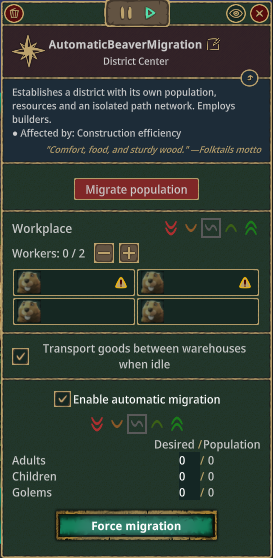 AutomaticBeaverMigration
District Center
Establishes a district with its own population,
resources and an isolated path network. Employs
builders.
● Affected by: Construction efficiency
"Comfort, food, and sturdy wood." —Folktails motto
Migrate population
Workplace
Workers: 0 / 2
Transport goods between warehouses
when idle
Enable automatic migration
Desired / Population
Adults 0 / 0
Children 0 / 0
Golems 0 / 0
Force migration